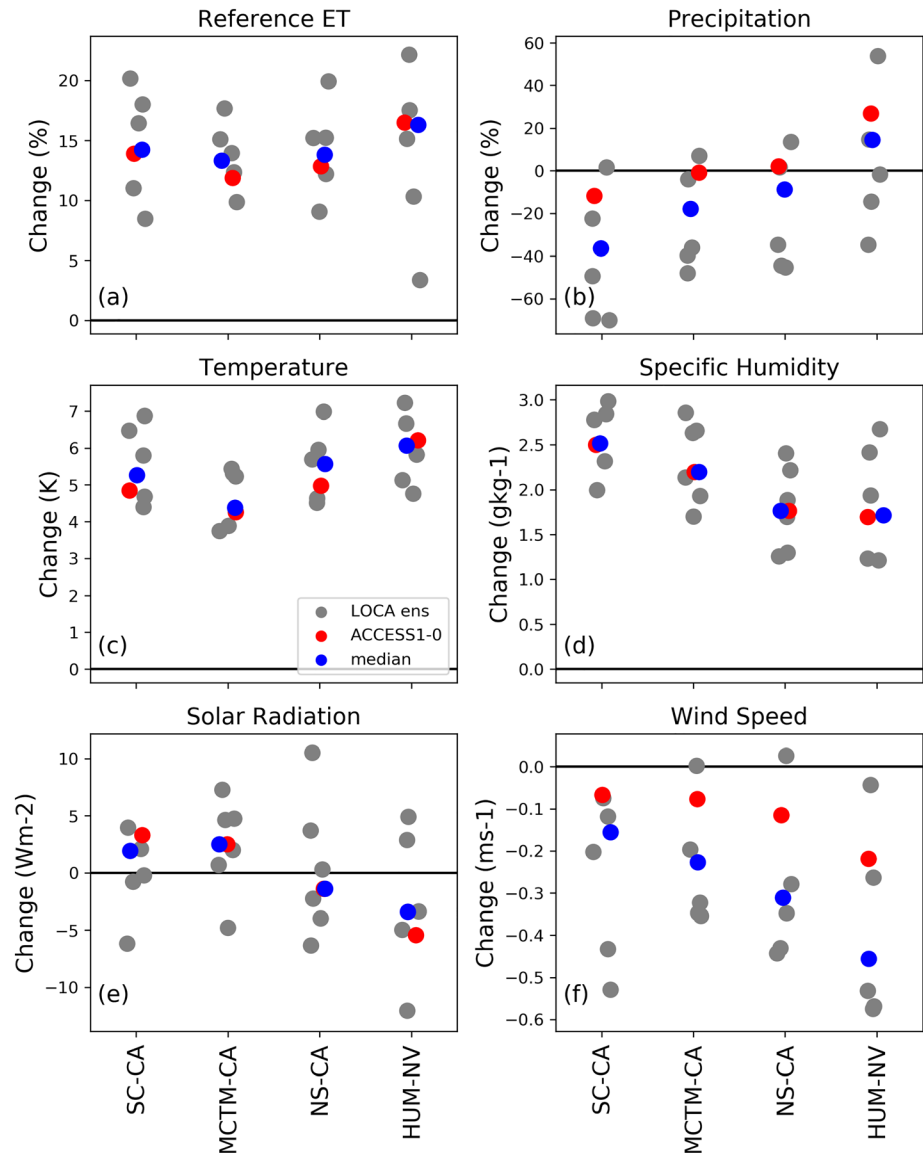 Reference ET
Precipitation
Change (%)
20
15
10
5
0
(a)
Change (%)
60
40
20
0
−20
−40
−60
(b)
Temperature
Specific Humidity
Change (K)
7
6
5
4
3
2
1
0
(c)
LOCA ens
ACCESS1-0
median
Change (gkg-1)
3.0
2.5
2.0
1.5
1.0
0.5
0.0
(d)
Solar Radiation
Wind Speed
Change (Wm-2)
10
5
0
−5
−10
(e)
Change (ms-1)
0.0
−0.1
−0.2
−0.3
−0.4
−0.5
−0.6
(f)
SC-CA
MCTM-CA
NS-CA
HUM-NV
SC-CA
MCTM-CA
NS-CA
HUM-NV